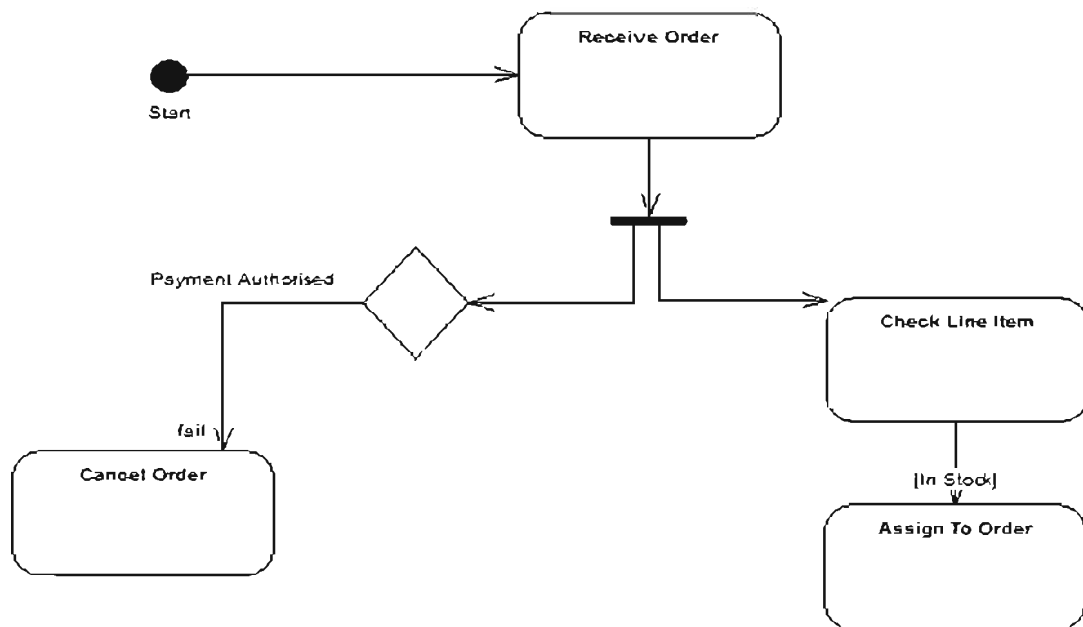 Receive Order
Start
Payment Authorised
Check Line Item
fail
Cancel Order
[In Stock]
Assign To Order